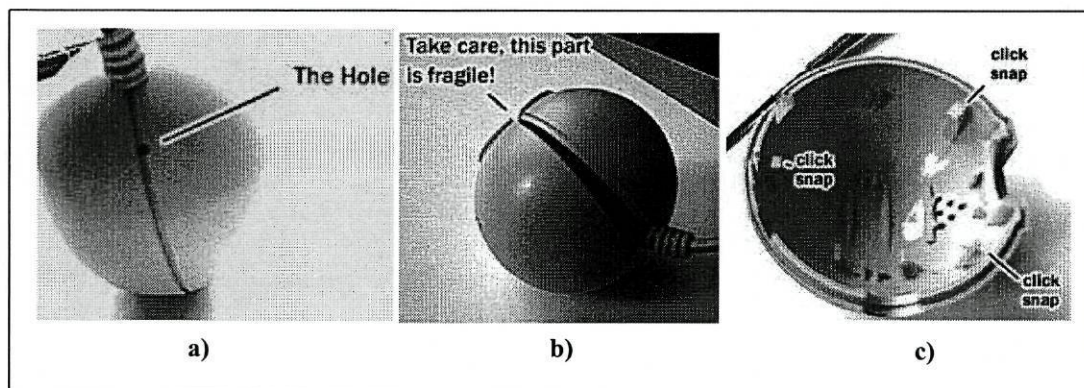 The Hole
a)
Take care, this part
is fragile!
b)
click
snap
click
snap
click
snap
c)